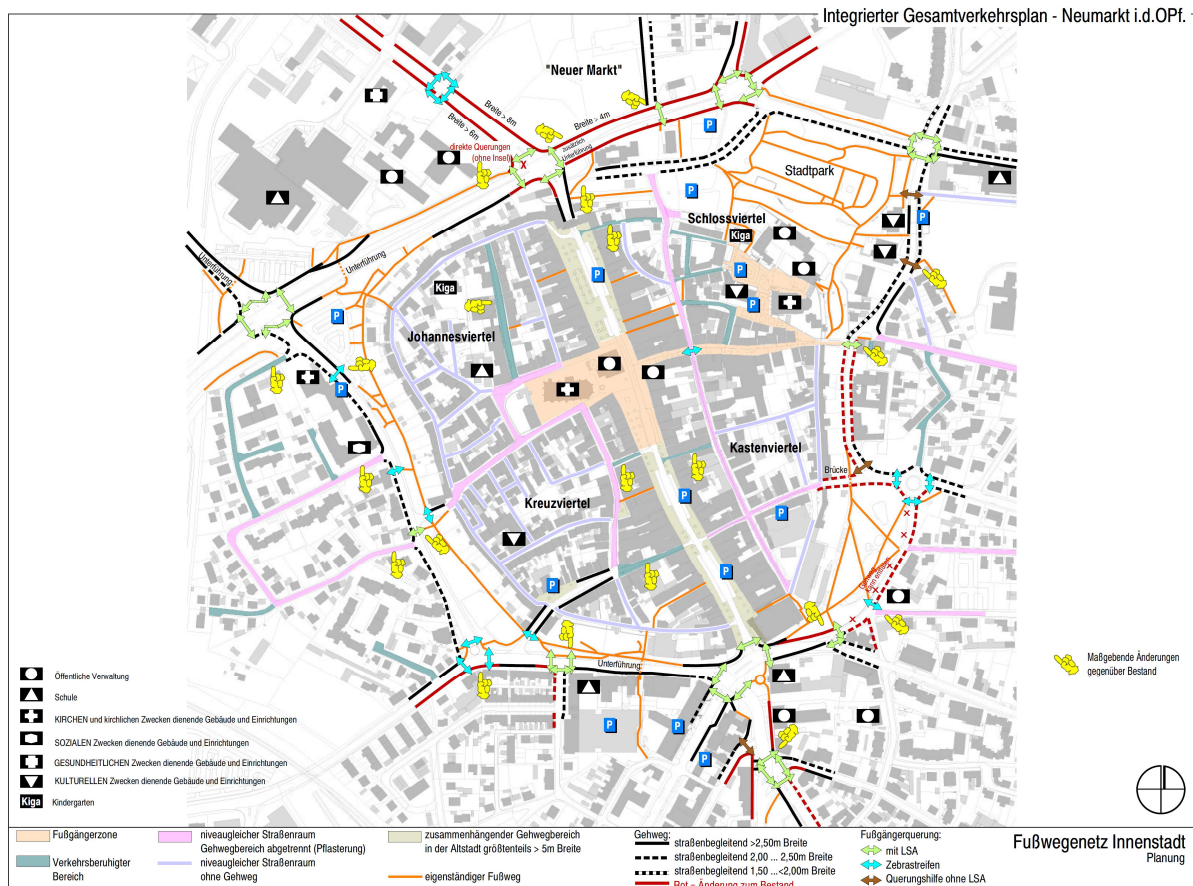 Integrierter Gesamtverkehrsplan - Neumarkt i.d.OPf.
"Neuer Markt"
Breite > 8m
Breite > 6m
Breite > 4m
direkte Querungen
(ohne Insel)
X
zusätzlich
Unterführung
P
P
Stadtpark
Schlossviertel
Kiga
P
P
P
P
Unterführung
Unterführung
Kiga
Johannesviertel
P
P
Kastenviertel
Brücke
Kreuzviertel
P
P
P
P
Gehweg
kann entfallen
Unterführung
P
P
P
Maßgebende Änderungen
gegenüber Bestand
Öffentliche Verwaltung
Schule
KIRCHEN und kirchlichen Zwecken dienende Gebäude und Einrichtungen
SOZIALEN Zwecken dienende Gebäude und Einrichtungen
GESUNDHEITLICHEN Zwecken dienende Gebäude und Einrichtungen
KULTURELLEN Zwecken dienende Gebäude und Einrichtungen
Kiga Kindergarten
Fußgängerzone
Verkehrsberuhigter
Bereich
niveaugleicher Straßenraum
Gehwegbereich abgetrennt (Pflasterung)
niveaugleicher Straßenraum
ohne Gehweg
zusammenhängender Gehwegbereich
in der Altstadt größtenteils > 5m Breite
eigenständiger Fußweg
Gehweg:
straßenbegleitend >2,50m Breite
straßenbegleitend 2,00 ... 2,50m Breite
straßenbegleitend 1,50 ...<2,00m Breite
Rot = Änderung zum Bestand
Fußgängerquerung:
mit LSA
Zebrastreifen
Querungshilfe ohne LSA
Fußwegenetz Innenstadt
Planung